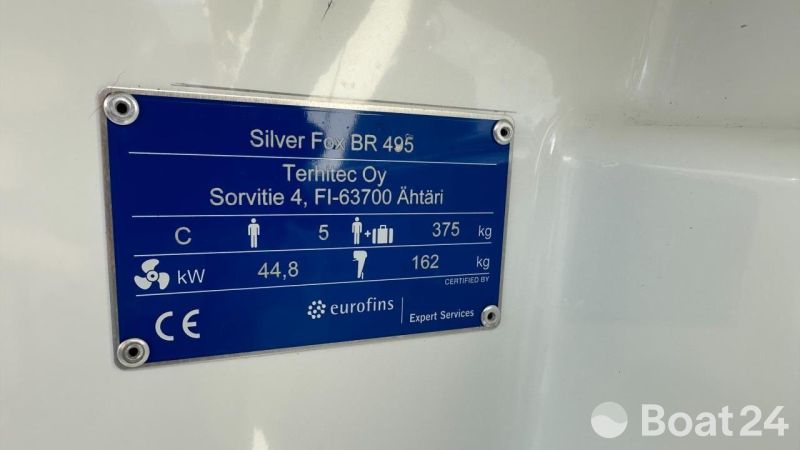 Silver Fox BR 495
Terhitec Oy
Sorvitie 4, FI-63700 Ähtäri
C 5 + 375 kg
kW 44,8 162 kg
CERTIFIED BY
CE eurofins Expert Services
Boat24